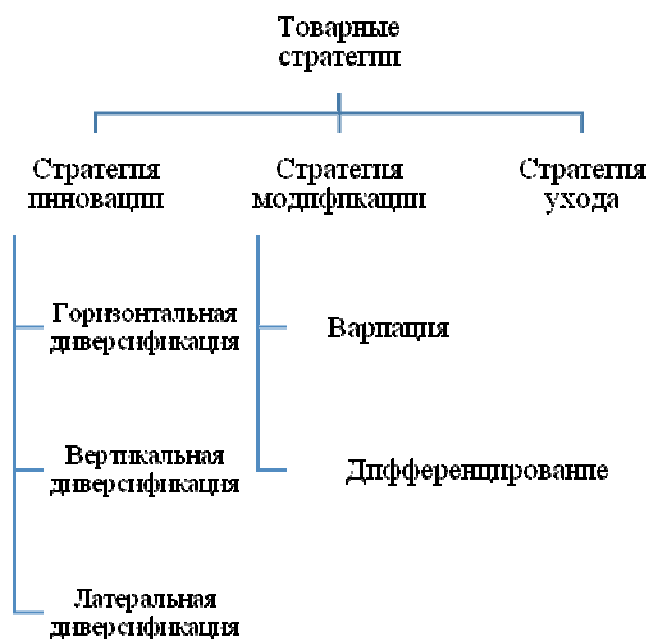 Товарные
стратегии
Стратегия
инновации
Стратегия
модификации
Стратегия
ухода
Горизонтальная
диверсификация
Вариация
Вертикальная
диверсификация
Дифференцирование
Латеральная
диверсификация